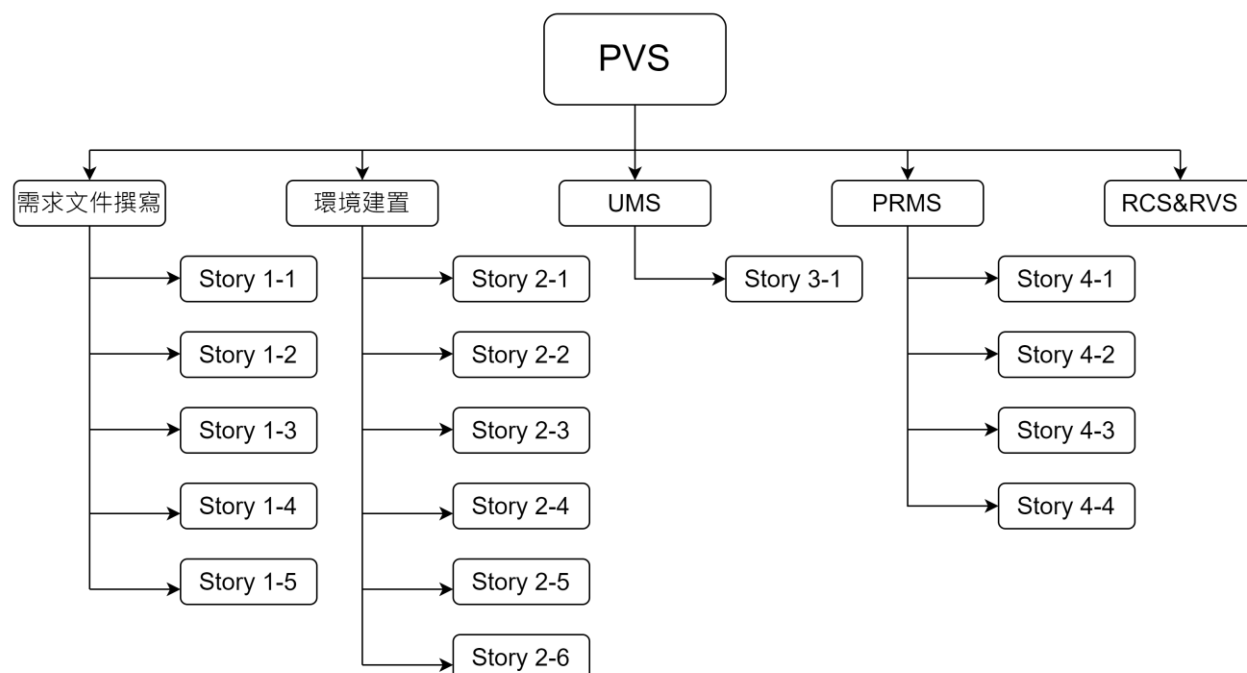 PVS
需求文件撰寫
環境建置
UMS
PRMS
RCS&RVS
Story 1-1
Story 2-1
Story 3-1
Story 4-1
Story 1-2
Story 2-2
Story 4-2
Story 1-3
Story 2-3
Story 4-3
Story 1-4
Story 2-4
Story 4-4
Story 1-5
Story 2-5
Story 2-6